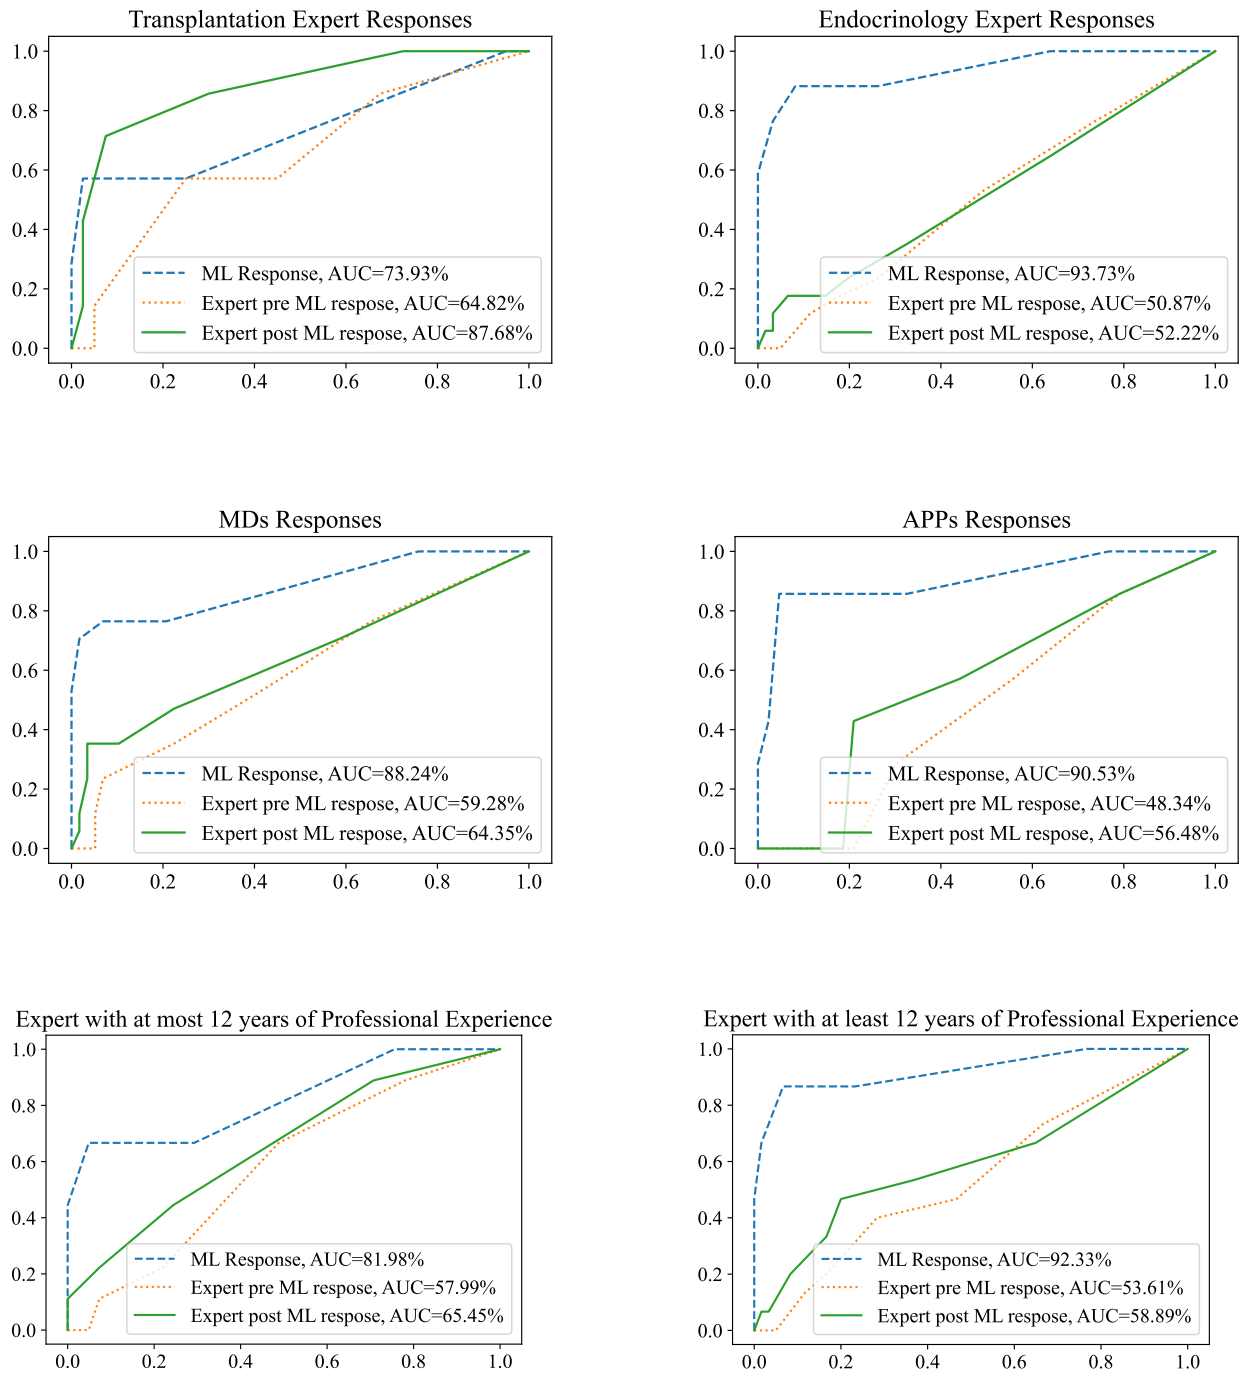 Transplantation Expert Responses
1.0
0.8
0.6
0.4
0.2
0.0
ML Response, AUC=73.93%
Expert pre ML respose, AUC=64.82%
Expert post ML respose, AUC=87.68%
0.0 0.2 0.4 0.6 0.8 1.0
Endocrinology Expert Responses
1.0
0.8
0.6
0.4
0.2
0.0
ML Response, AUC=93.73%
Expert pre ML respose, AUC=50.87%
Expert post ML respose, AUC=52.22%
0.0 0.2 0.4 0.6 0.8 1.0
MDs Responses
1.0
0.8
0.6
0.4
0.2
0.0
ML Response, AUC=88.24%
Expert pre ML respose, AUC=59.28%
Expert post ML respose, AUC=64.35%
0.0 0.2 0.4 0.6 0.8 1.0
APPs Responses
1.0
0.8
0.6
0.4
0.2
0.0
ML Response, AUC=90.53%
Expert pre ML respose, AUC=48.34%
Expert post ML respose, AUC=56.48%
0.0 0.2 0.4 0.6 0.8 1.0
Expert with at most 12 years of Professional Experience
1.0
0.8
0.6
0.4
0.2
0.0
ML Response, AUC=81.98%
Expert pre ML respose, AUC=57.99%
Expert post ML respose, AUC=65.45%
0.0 0.2 0.4 0.6 0.8 1.0
Expert with at least 12 years of Professional Experience
1.0
0.8
0.6
0.4
0.2
0.0
ML Response, AUC=92.33%
Expert pre ML respose, AUC=53.61%
Expert post ML respose, AUC=58.89%
0.0 0.2 0.4 0.6 0.8 1.0